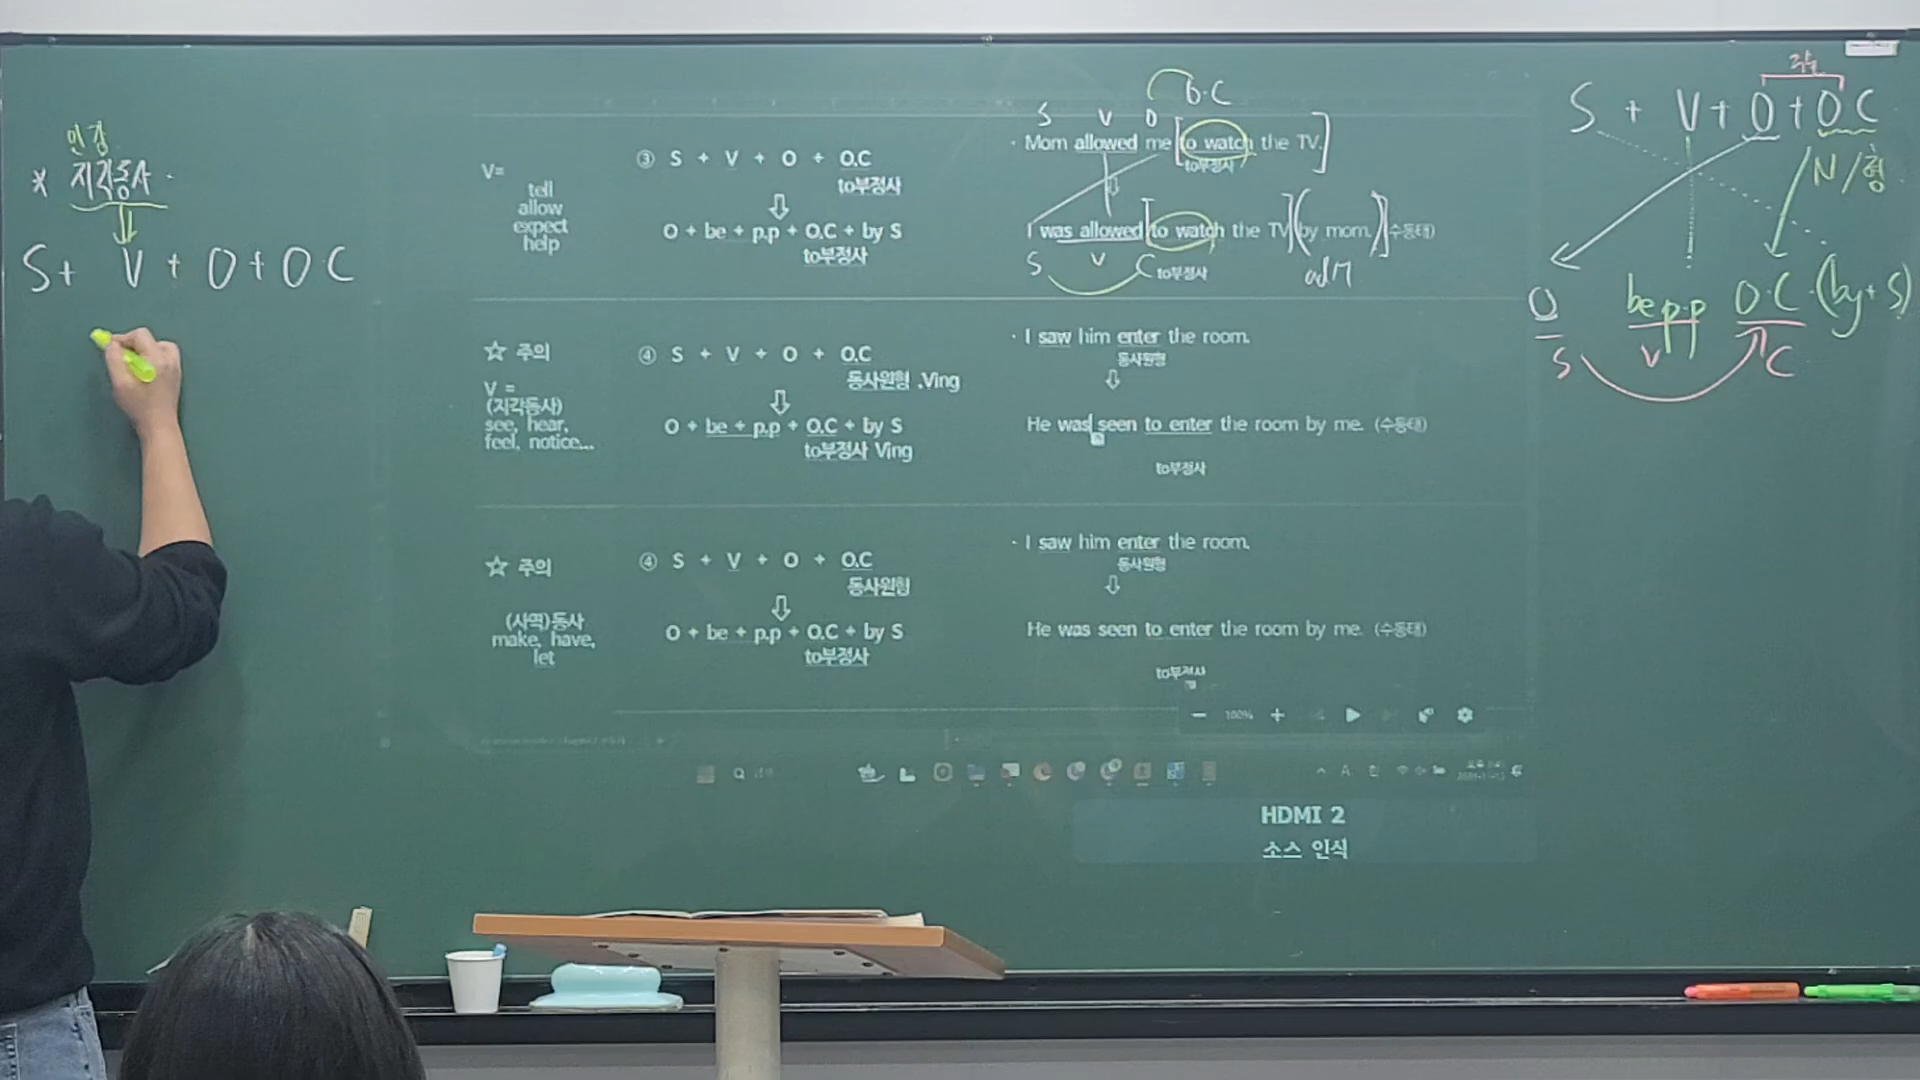 인강
* 지각동사
S + V + O + O C
V=
tell
allow
expect
help
③ S + V + O + O.C
to부정사
O + be + p.p + O.C + by S
to부정사
S V O O·C
· Mom allowed me [to watch the TV.]
to부정사
I was allowed [to watch the TV] (by mom.) (수동태)
S V C to부정사 adM
☆ 주의
V =
(지각동사)
see, hear,
feel, notice...
④ S + V + O + O.C
동사원형 .Ving
O + be + p.p + O.C + by S
to부정사 Ving
· I saw him enter the room.
동사원형
He was seen to enter the room by me. (수동태)
to부정사
☆ 주의
(사역)동사
make, have,
let
④ S + V + O + O.C
동사원형
O + be + p.p + O.C + by S
to부정사
· I saw him enter the room.
동사원형
He was seen to enter the room by me. (수동태)
to부정사
S + V + O + O C
N / 형
O be p.p O·C · (by + S)
S V C
100%
HDMI 2
소스 인식